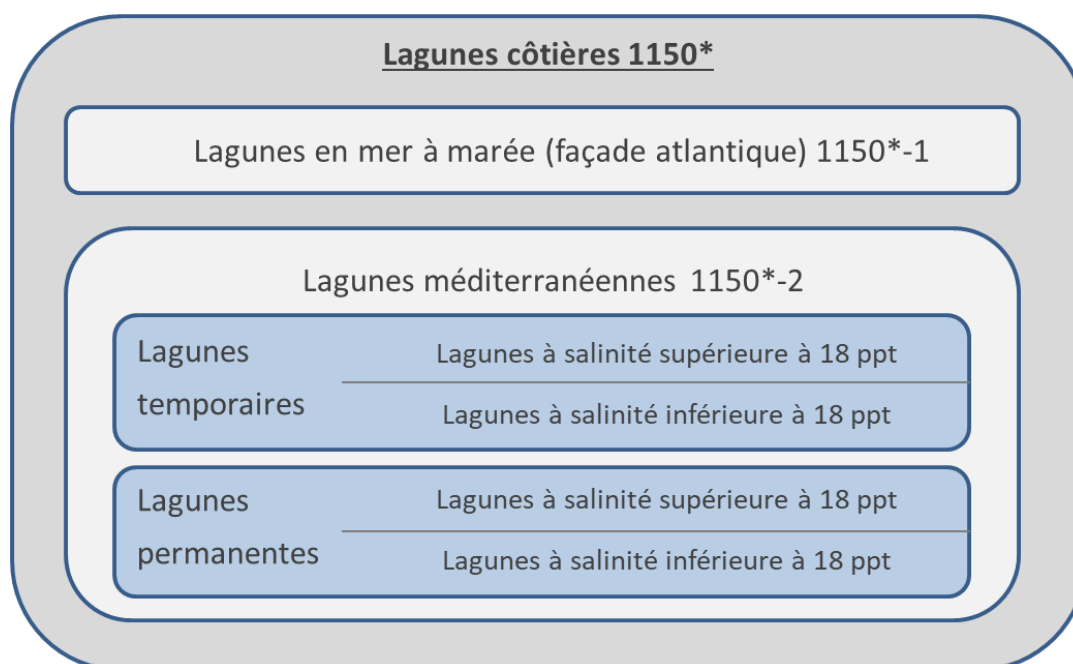 Lagunes côtières 1150*
Lagunes en mer à marée (façade atlantique) 1150*-1
Lagunes méditerranéennes 1150*-2
Lagunes
temporaires
Lagunes à salinité supérieure à 18 ppt
Lagunes à salinité inférieure à 18 ppt
Lagunes
permanentes
Lagunes à salinité supérieure à 18 ppt
Lagunes à salinité inférieure à 18 ppt